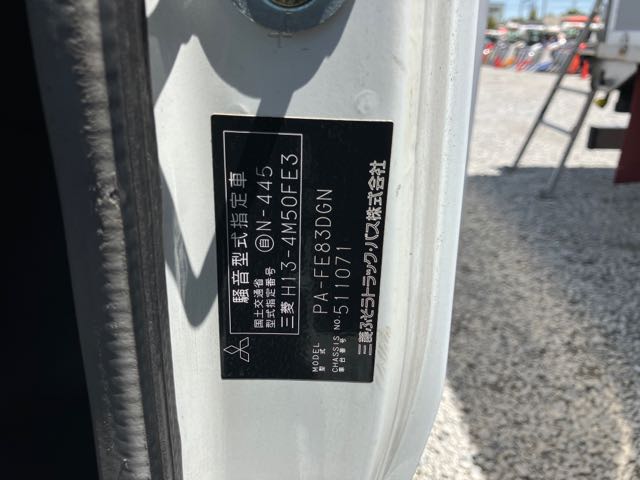 騒音型式指定車
国土交通省
型式指定番号
自 N-445
三菱 H13-4M50FE3
MODEL
型式
PA-FE83DGN
CHASSIS NO.
車台番号
511071
三菱ふそうトラック・バス株式会社